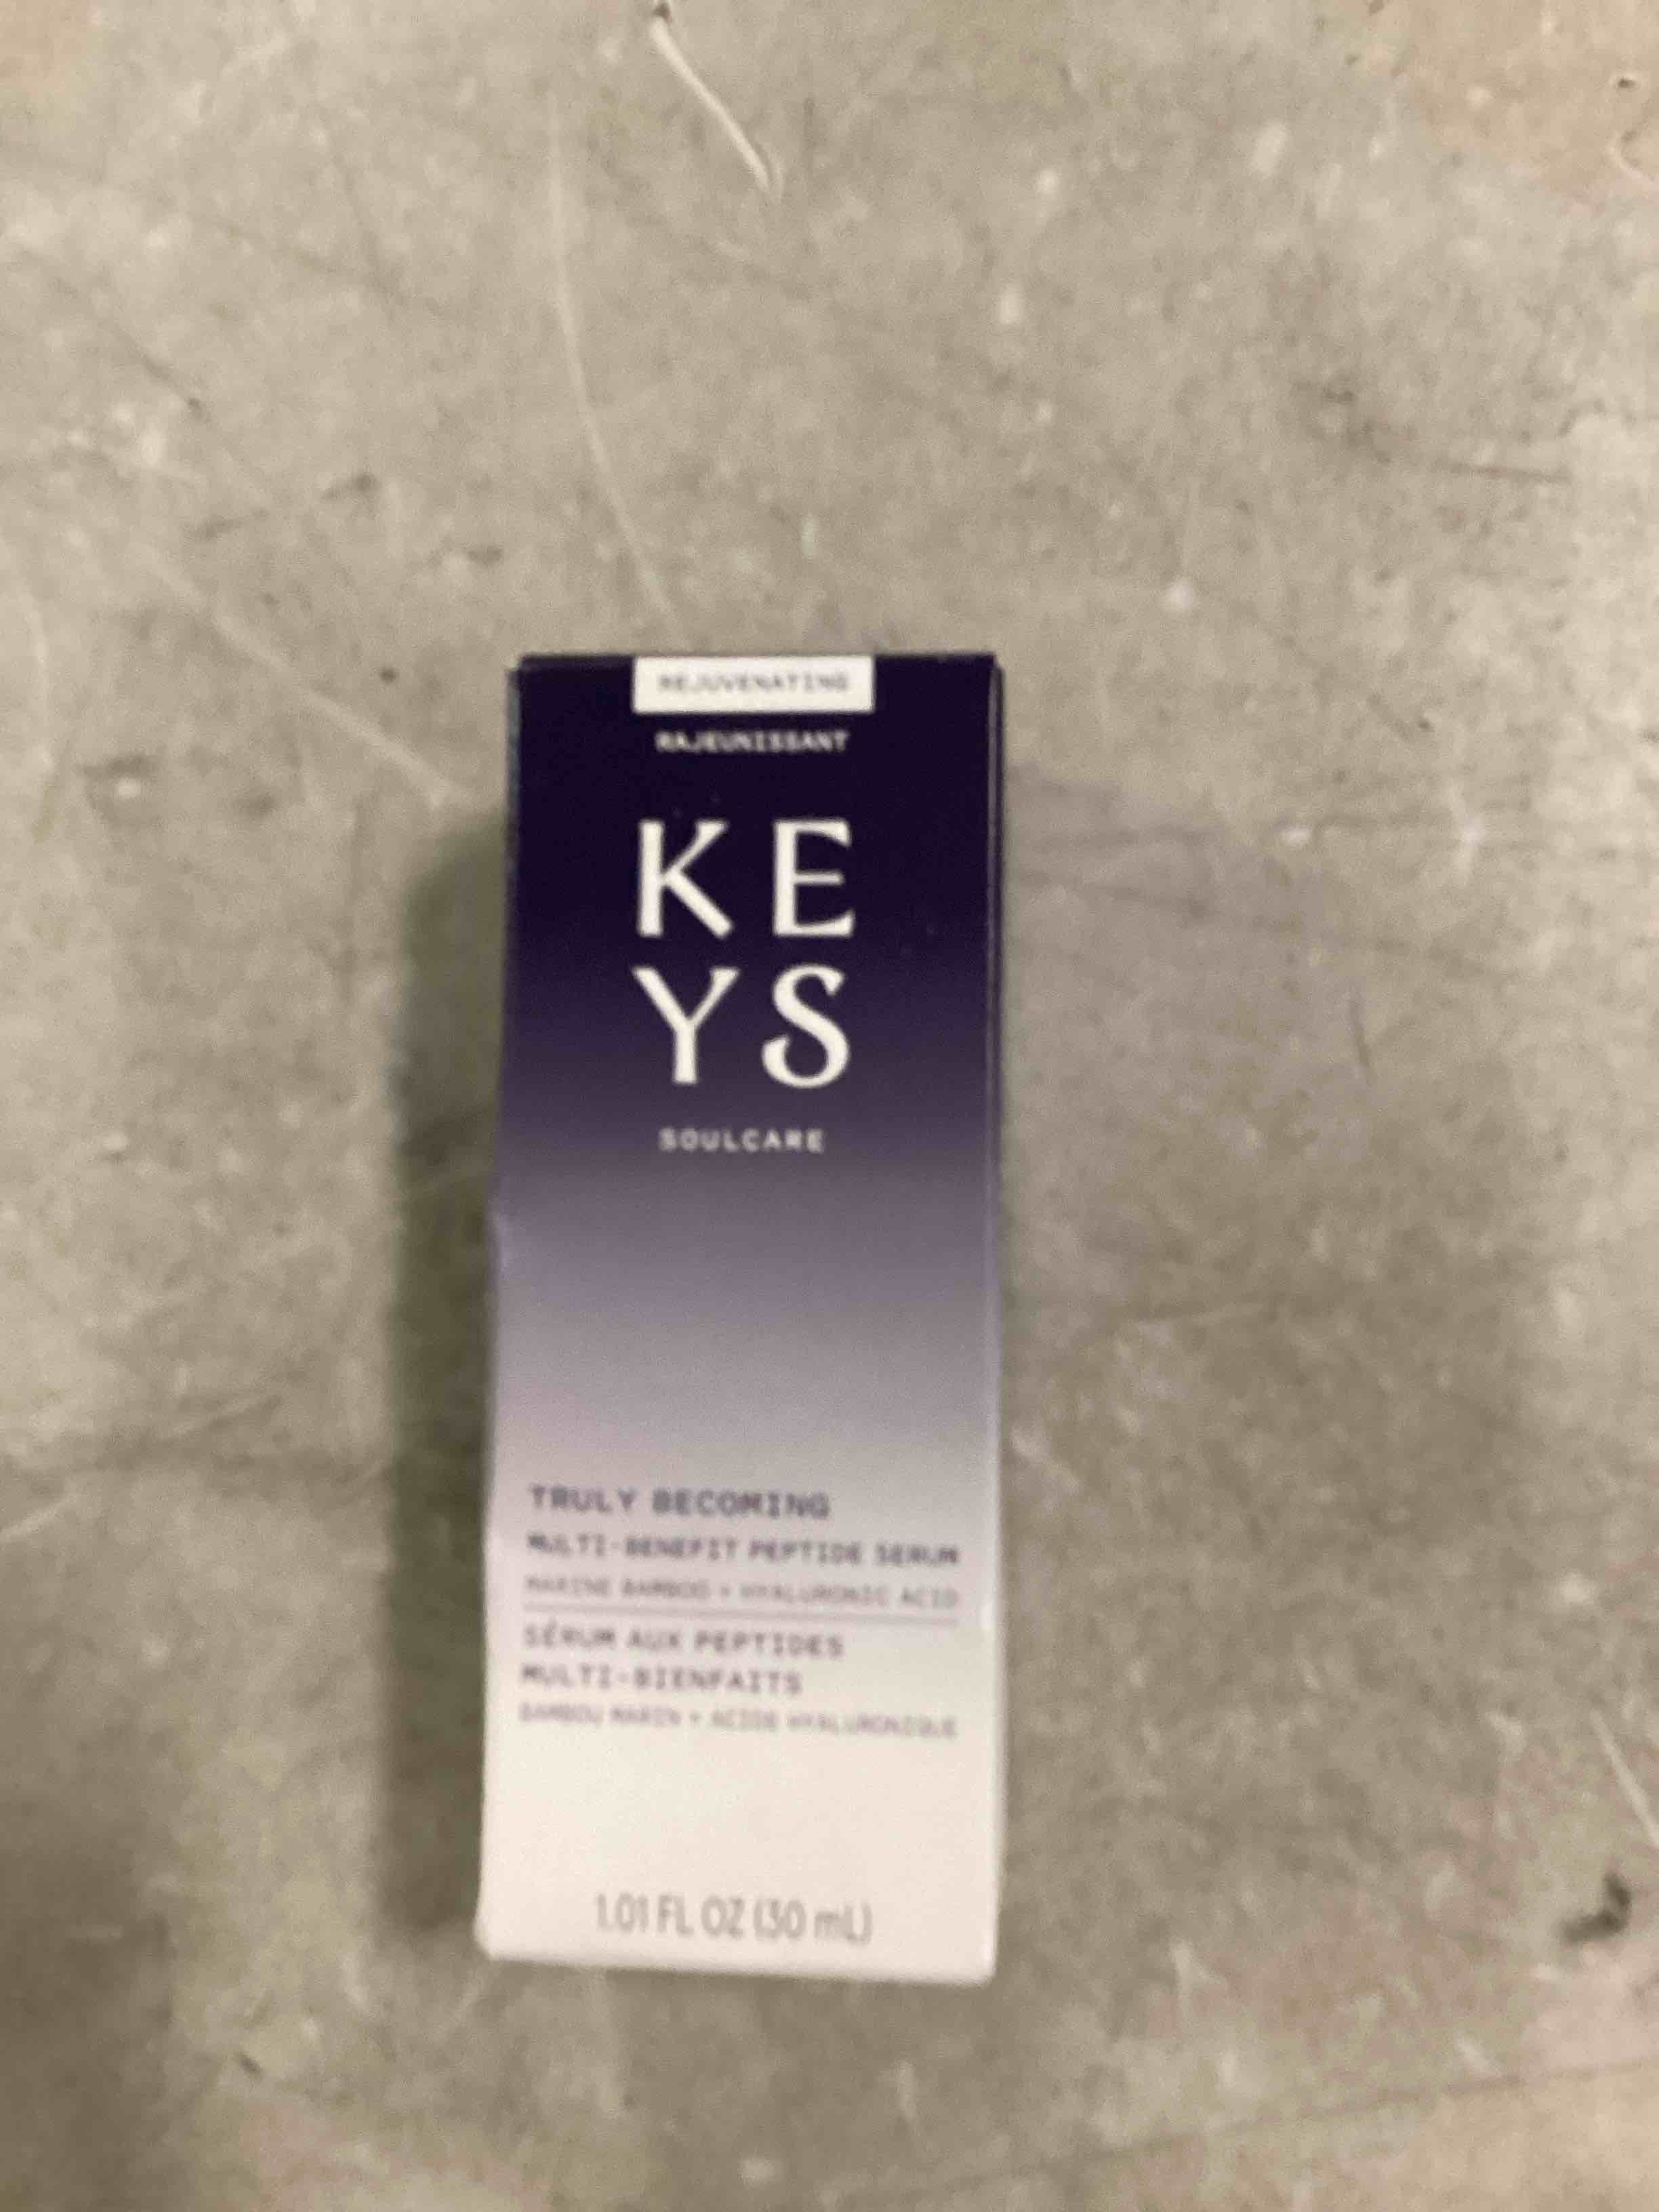 REJUVENATING
RAJEUNISSANT
KE
YS
SOULCARE
TRULY BECOMING
MULTI-BENEFIT PEPTIDE SERUM
MARINE BAMBOO + HYALURONIC ACID
SÉRUM AUX PEPTIDES
MULTI-BIENFAITS
BAMBOU MARIN + ACIDE HYALURONIQUE
1.01 FL OZ (30 mL)